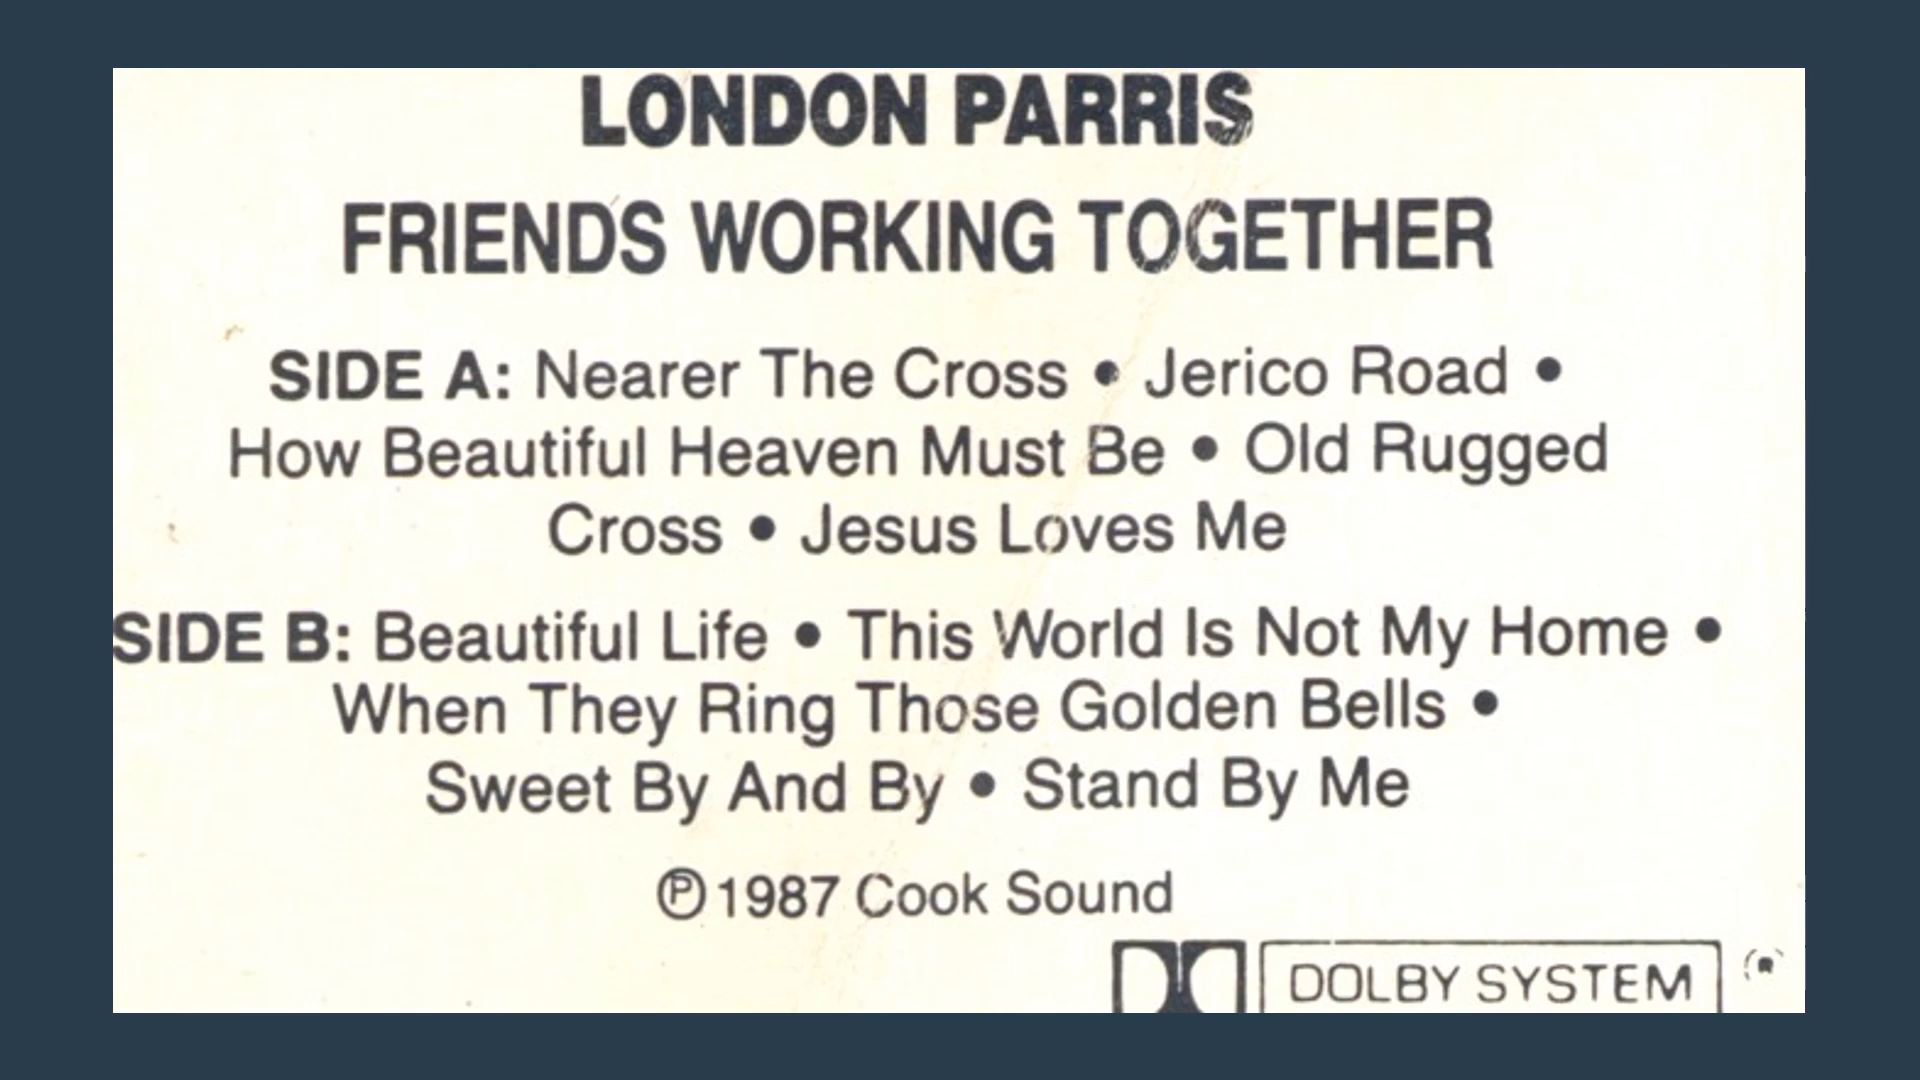 LONDON PARRIS
FRIENDS WORKING TOGETHER
SIDE A: Nearer The Cross • Jerico Road •
How Beautiful Heaven Must Be • Old Rugged
Cross • Jesus Loves Me
SIDE B: Beautiful Life • This World Is Not My Home •
When They Ring Those Golden Bells •
Sweet By And By • Stand By Me
℗1987 Cook Sound
DOLBY SYSTEM